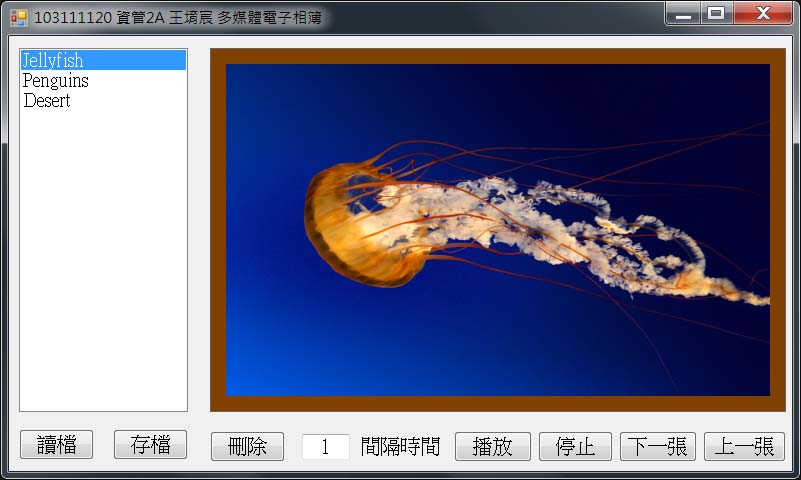 103111120 資管2A 王堉宸 多媒體電子相簿
Jellyfish
Penguins
Desert
讀檔 存檔 刪除 1 間隔時間 播放 停止 下一張 上一張